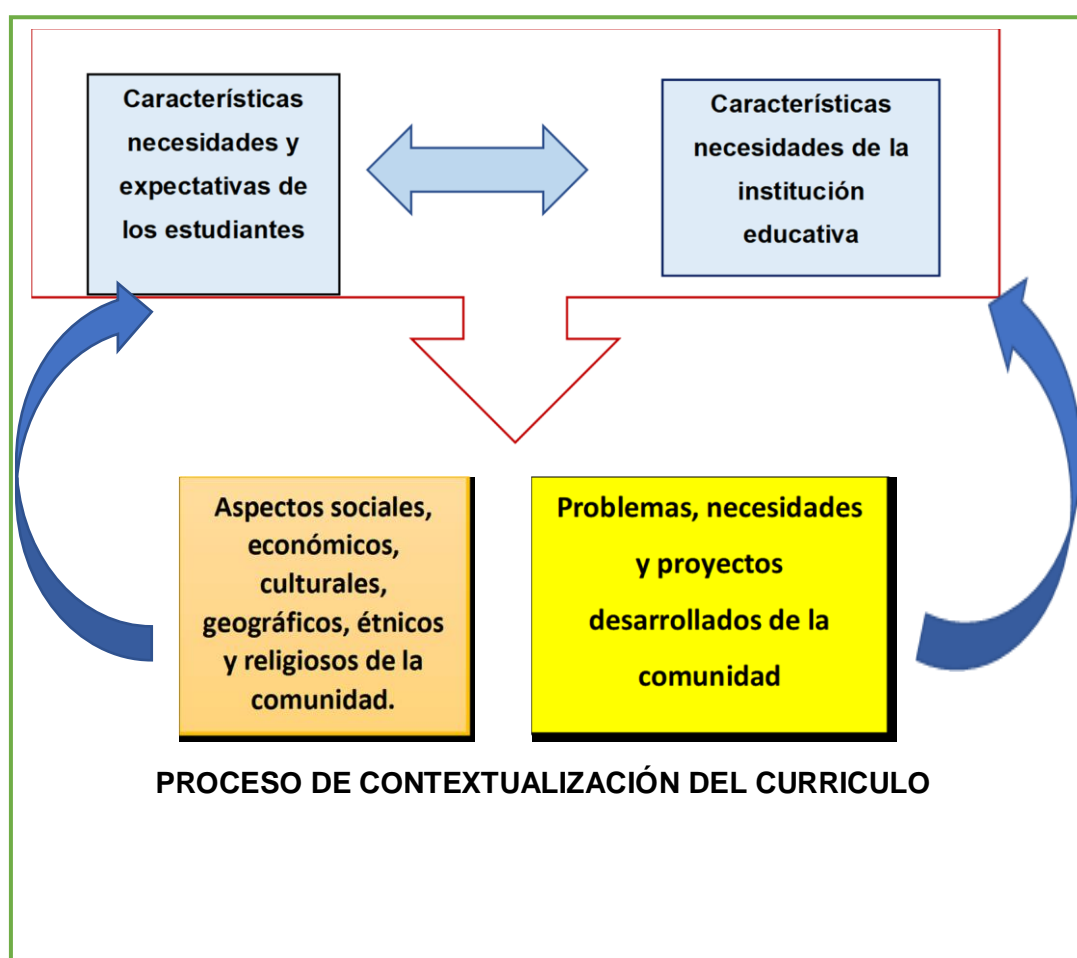 Características
necesidades y
expectativas de
los estudiantes
Características
necesidades de la
institución
educativa
Aspectos sociales,
económicos,
culturales,
geográficos, étnicos
y religiosos de la
comunidad.
Problemas, necesidades
y proyectos
desarrollados de la
comunidad
PROCESO DE CONTEXTUALIZACIÓN DEL CURRICULO